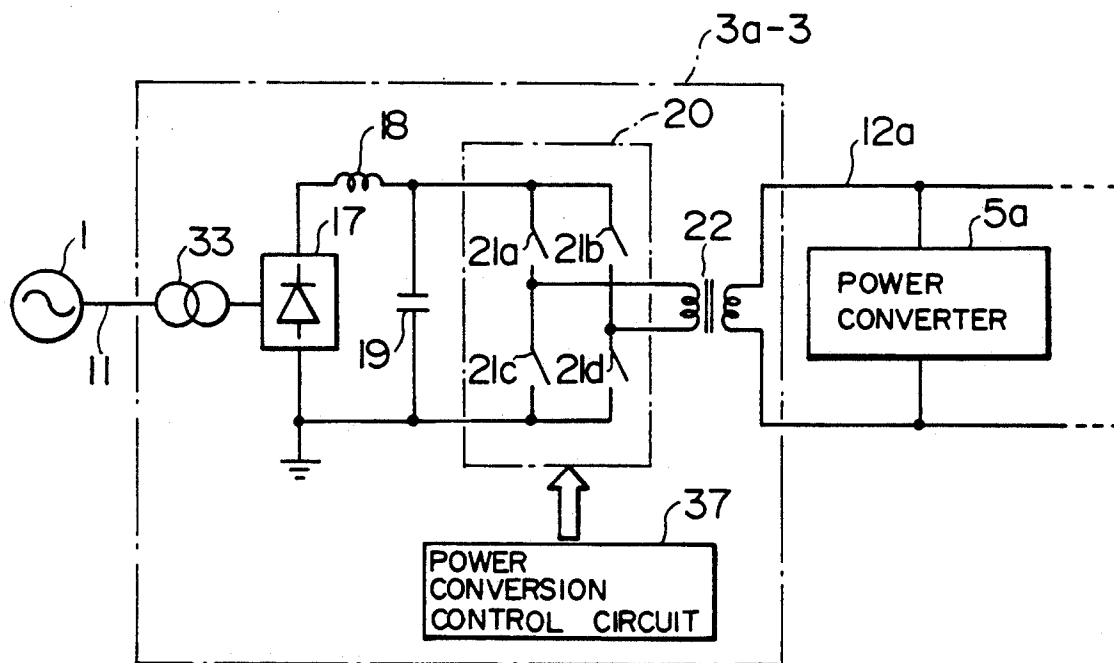 3a-3
18
20
12a
1
33
17
21a
21b
22
5a
POWER
CONVERTER
11
19
21c
21d
37
POWER
CONVERSION
CONTROL CIRCUIT